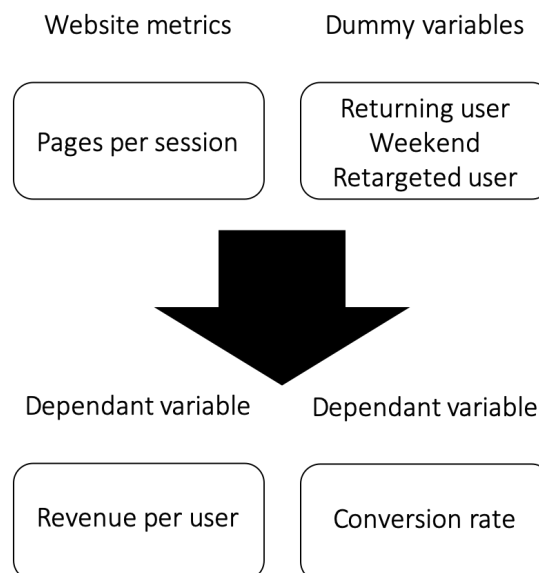 Website metrics
Dummy variables
Pages per session
Returning user
Weekend
Retargeted user
Dependant variable
Dependant variable
Revenue per user
Conversion rate